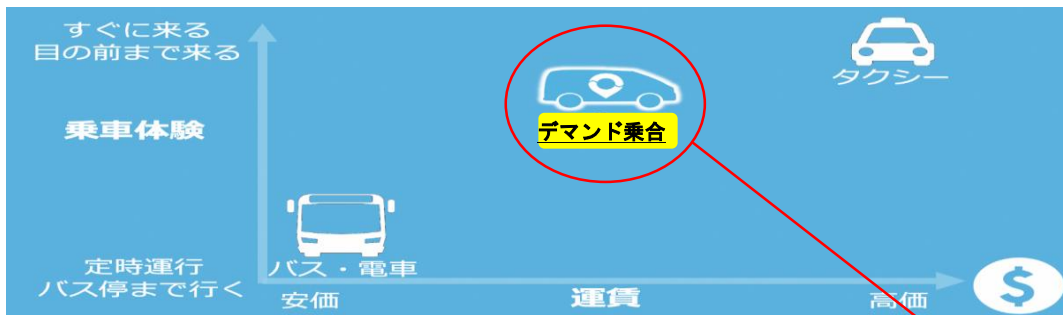 すぐに来る
目の前まで来る
タクシー
乗車体験
デマンド乗合
定時運行
バス停まで行く
バス・電車
安価
運賃
高価
$